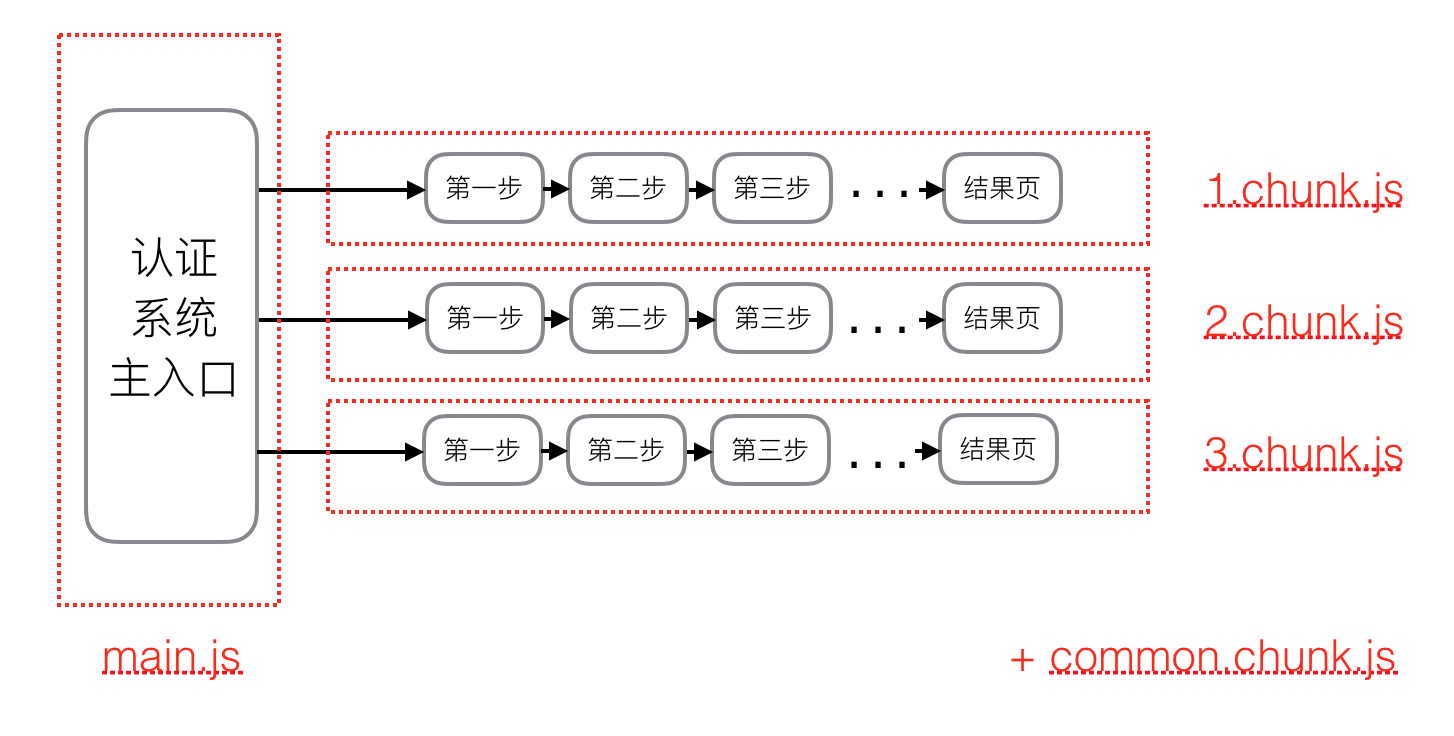 认证
系统
主入口
第一步 第二步 第三步 ... 结果页
1.chunk.js
第一步 第二步 第三步 ... 结果页
2.chunk.js
第一步 第二步 第三步 ... 结果页
3.chunk.js
main.js
+ common.chunk.js